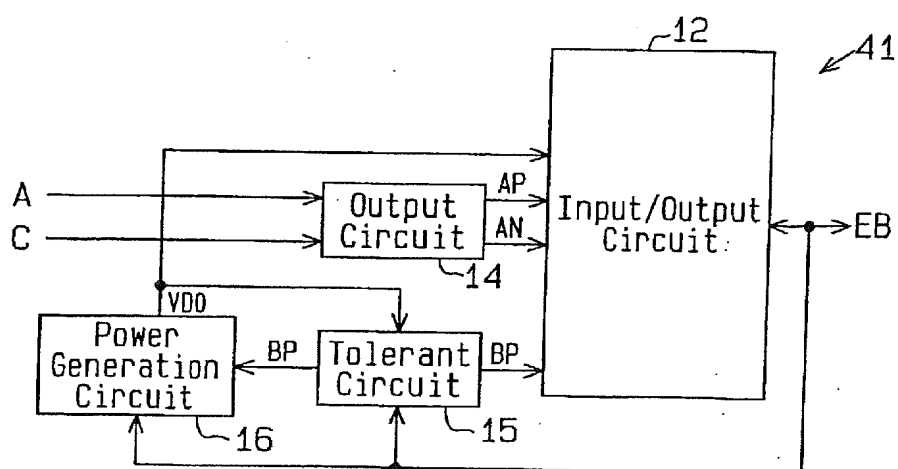 12
41
A
C
Output
Circuit
14
AP
AN
Input/Output
Circuit
EB
VDO
Power
Generation
Circuit
16
BP
Tolerant
Circuit
15
BP